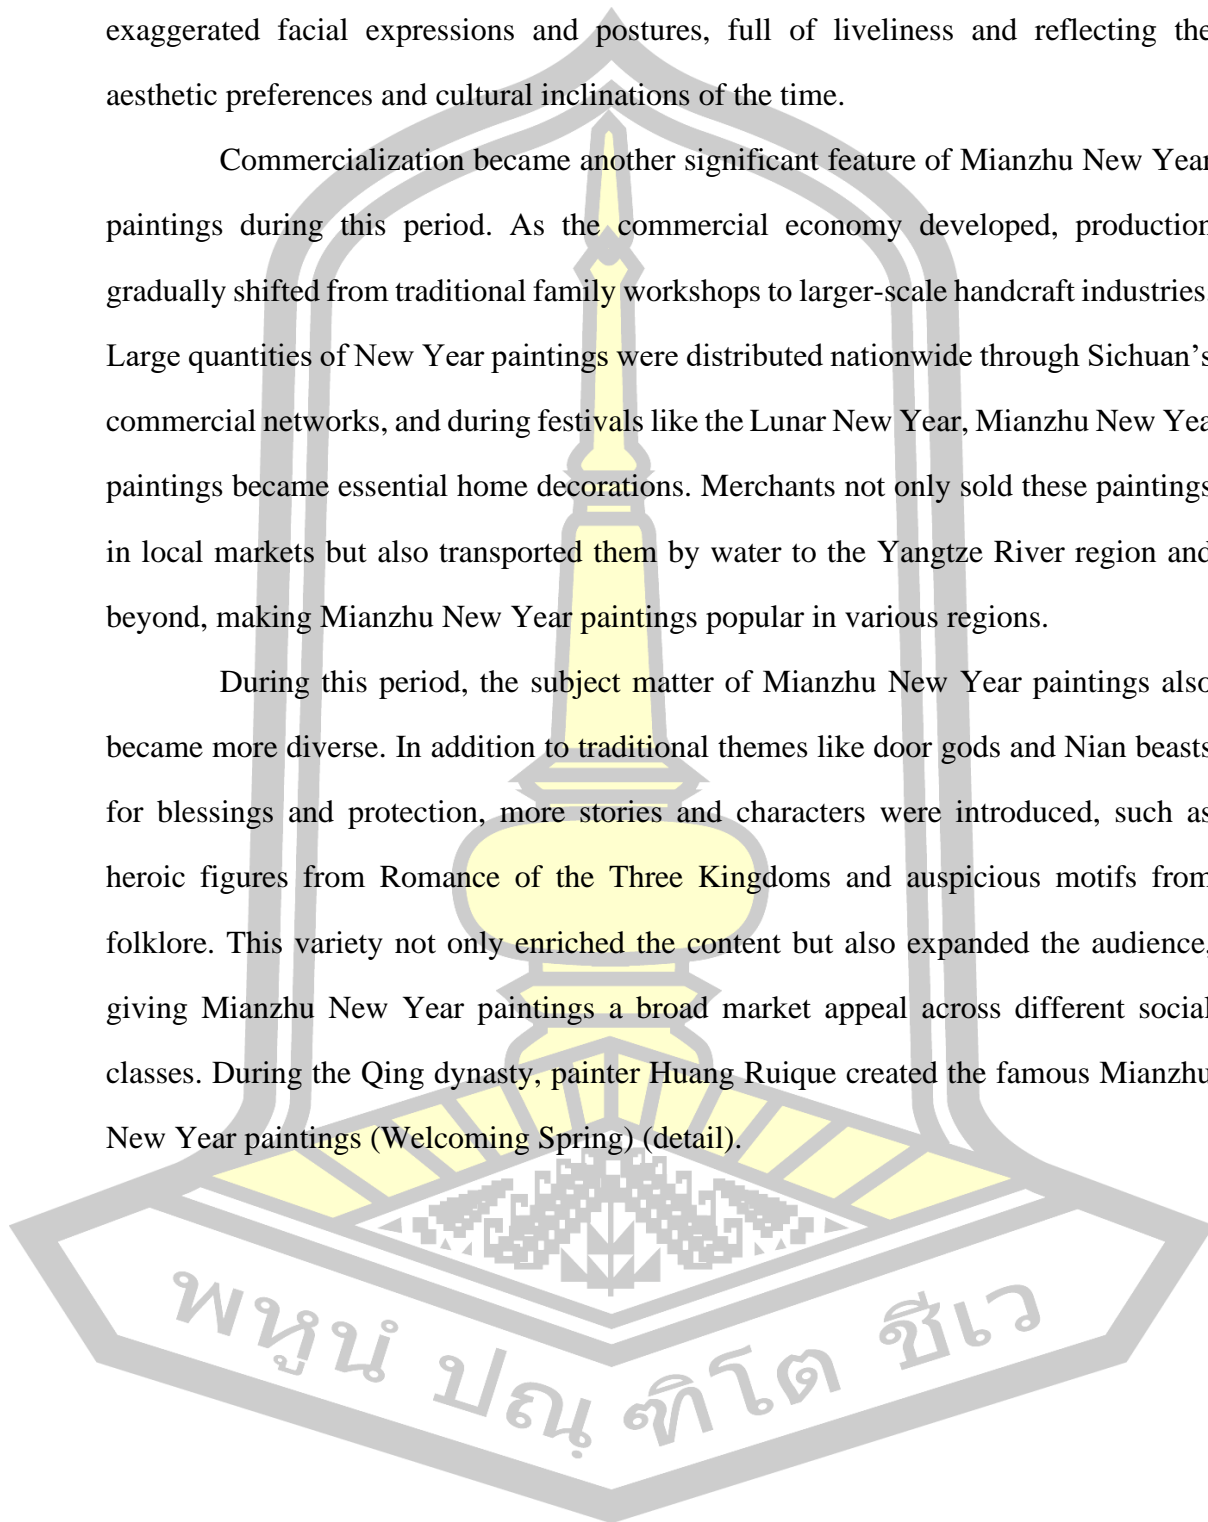 exaggerated facial expressions and postures, full of liveliness and reflecting the
aesthetic preferences and cultural inclinations of the time.
Commercialization became another significant feature of Mianzhu New Year
paintings during this period. As the commercial economy developed, production
gradually shifted from traditional family workshops to larger-scale handcraft industries.
Large quantities of New Year paintings were distributed nationwide through Sichuan’s
commercial networks, and during festivals like the Lunar New Year, Mianzhu New Yea
paintings became essential home decorations. Merchants not only sold these paintings
in local markets but also transported them by water to the Yangtze River region and
beyond, making Mianzhu New Year paintings popular in various regions.
During this period, the subject matter of Mianzhu New Year paintings also
became more diverse. In addition to traditional themes like door gods and Nian beasts
for blessings and protection, more stories and characters were introduced, such as
heroic figures from Romance of the Three Kingdoms and auspicious motifs from
folklore. This variety not only enriched the content but also expanded the audience,
giving Mianzhu New Year paintings a broad market appeal across different social
classes. During the Qing dynasty, painter Huang Ruique created the famous Mianzhu
New Year paintings (Welcoming Spring) (detail).
พหูนํ ปณฺฑิโต ชีเว